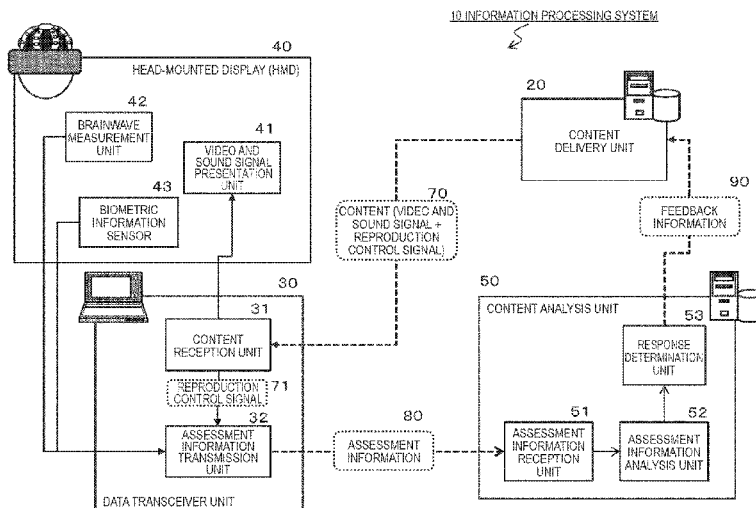 10 INFORMATION PROCESSING SYSTEM
40
HEAD-MOUNTED DISPLAY (HMD)
42
BRAINWAVE
MEASUREMENT
UNIT
41
VIDEO AND
SOUND SIGNAL
PRESENTATION
UNIT
43
BIOMETRIC
INFORMATION
SENSOR
20
CONTENT
DELIVERY UNIT
70
CONTENT (VIDEO AND
SOUND SIGNAL +
REPRODUCTION
CONTROL SIGNAL)
90
FEEDBACK
INFORMATION
30
31
CONTENT
RECEPTION UNIT
REPRODUCTION
CONTROL SIGNAL
71
32
ASSESSMENT
INFORMATION
TRANSMISSION
UNIT
DATA TRANSCEIVER UNIT
80
ASSESSMENT
INFORMATION
50
CONTENT ANALYSIS UNIT
53
RESPONSE
DETERMINATION
UNIT
51
ASSESSMENT
INFORMATION
RECEPTION
UNIT
52
ASSESSMENT
INFORMATION
ANALYSIS UNIT